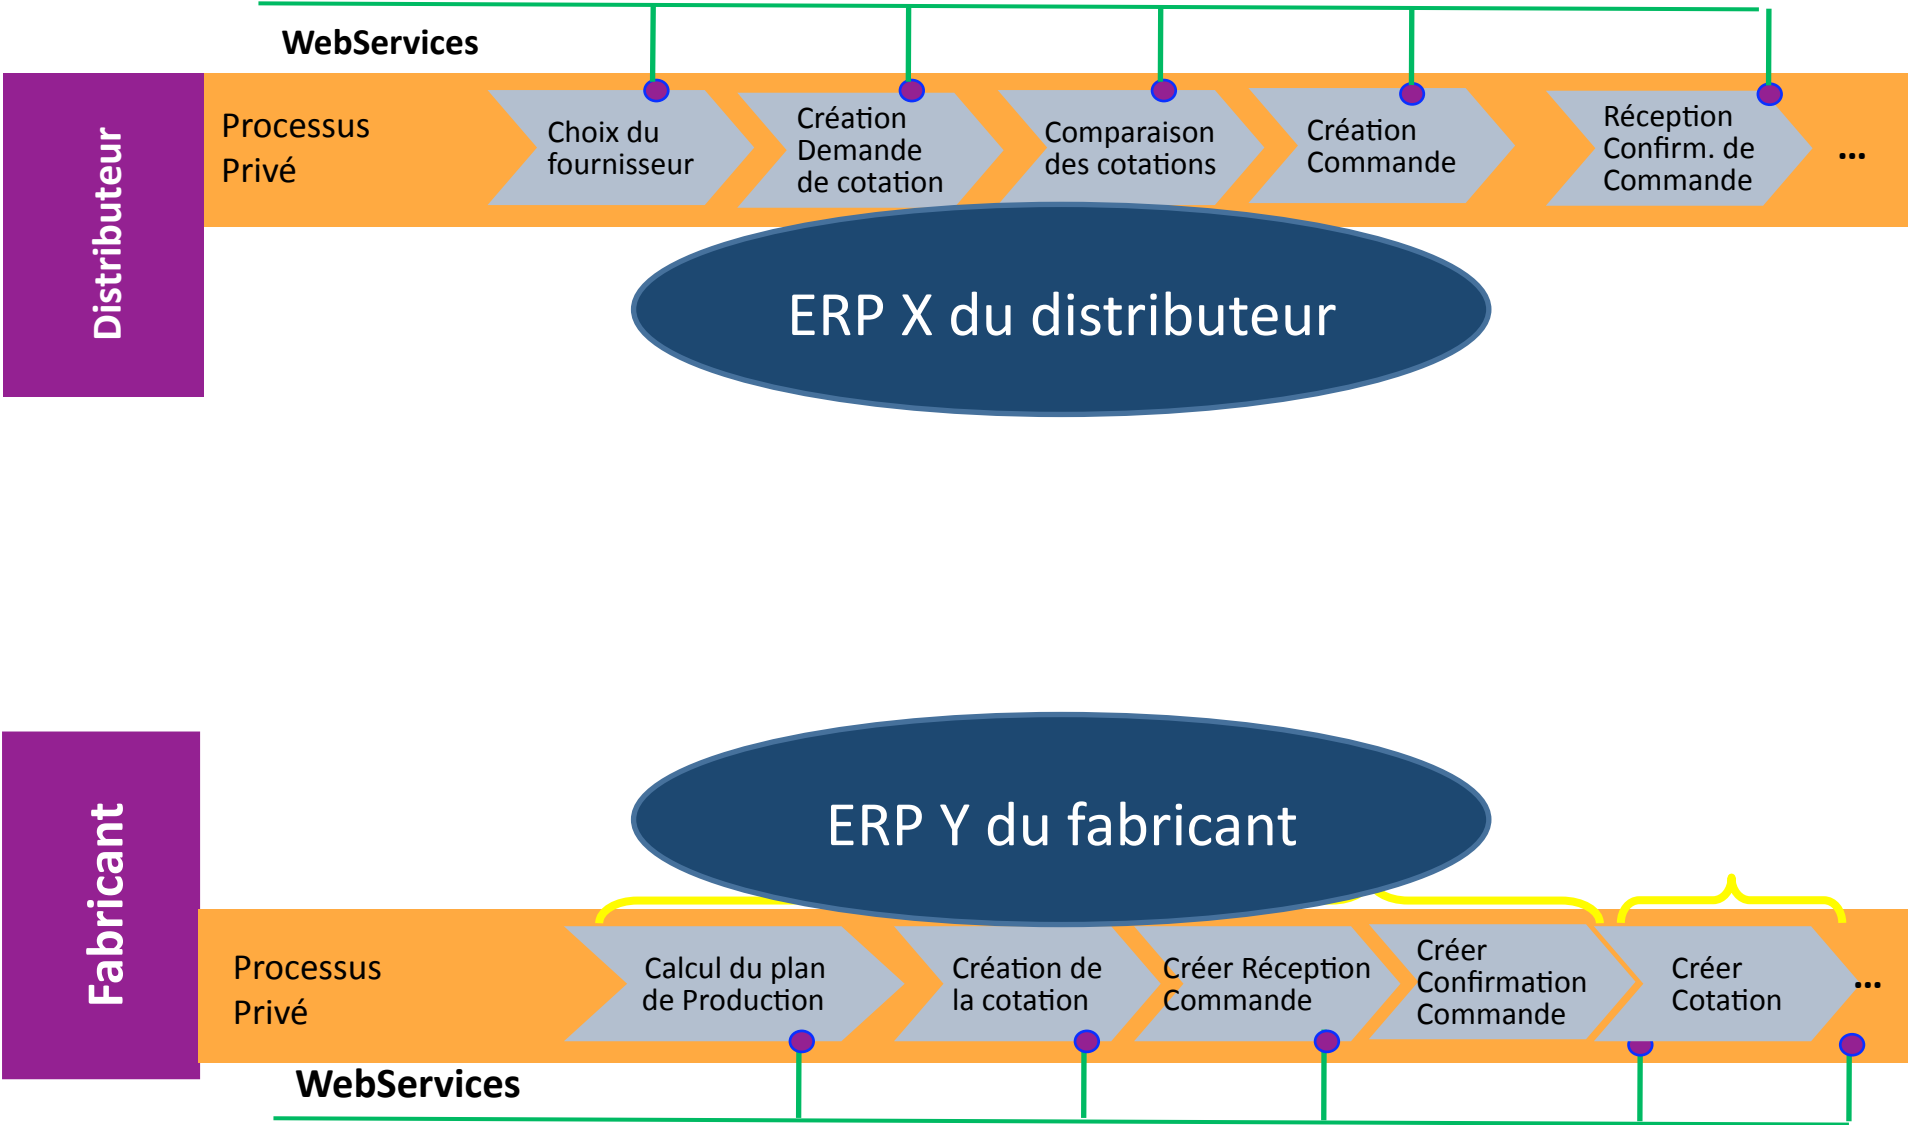 WebServices
Distributeur
Processus
Privé
Choix du
fournisseur
Création
Demande
de cotation
Comparaison
des cotations
Création
Commande
Réception
Confirm. de
Commande
...
ERP X du distributeur
ERP Y du fabricant
Fabricant
Processus
Privé
Calcul du plan
de Production
Création de
la cotation
Créer Réception
Commande
Créer
Confirmation
Commande
Créer
Cotation
...
WebServices